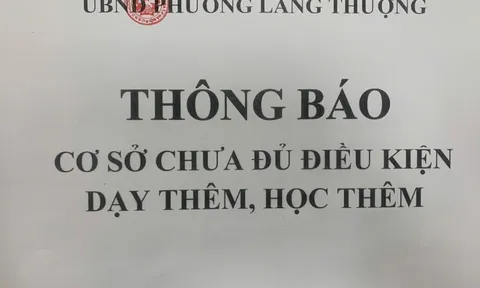 UBND PHƯỜNG LÁNG THƯỢNG
THÔNG BÁO
CƠ SỞ CHƯA ĐỦ ĐIỀU KIỆN
DẠY THÊM, HỌC THÊM